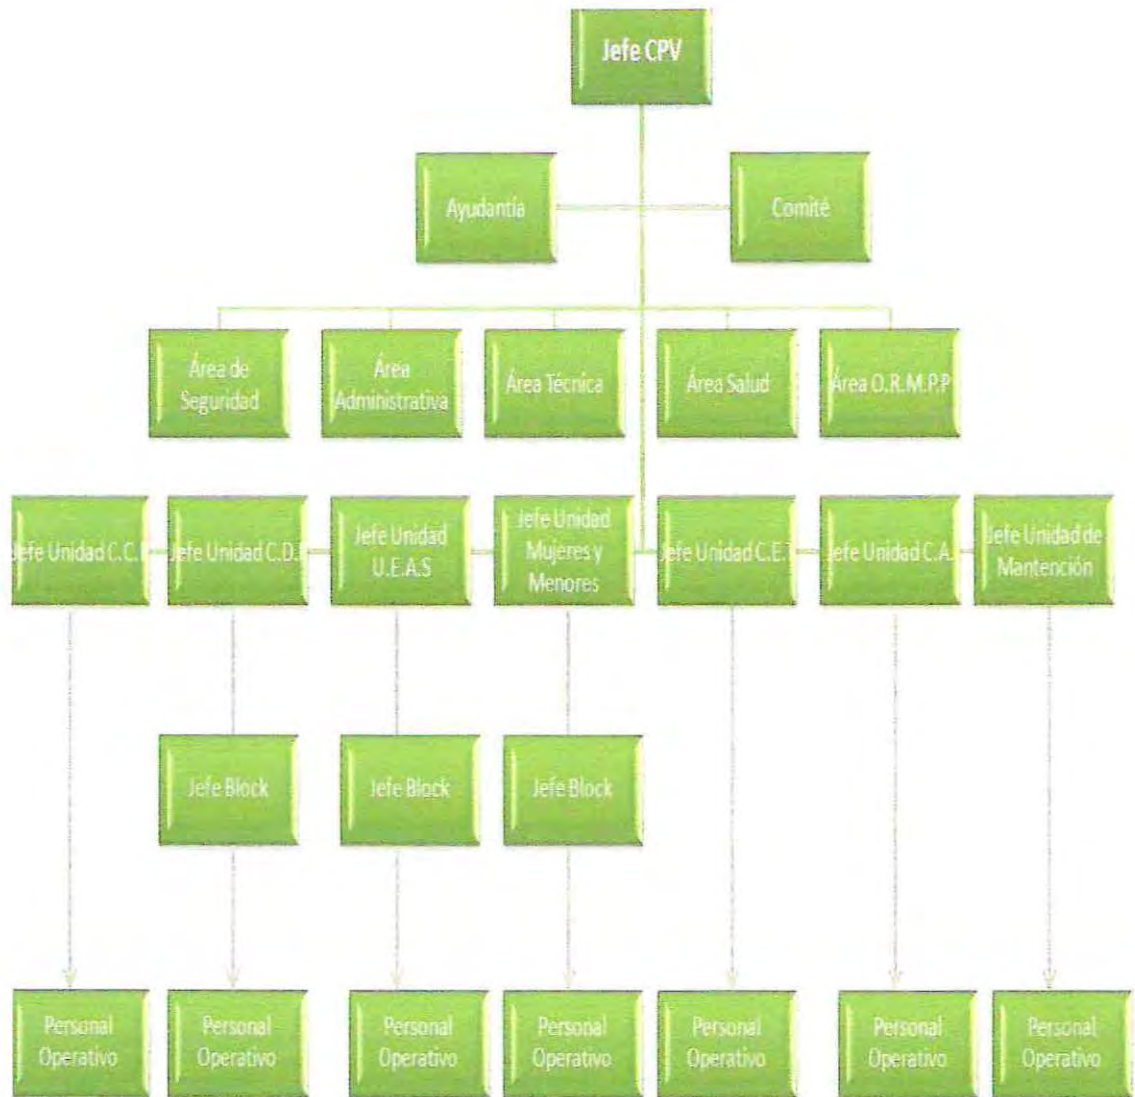 Jefe CPV
Ayudantía
Comité
Área de
Seguridad
Área
Administrativa
Área Técnica
Área Salud
Área O.R.M.P.P
Jefe Unidad C.C.
Jefe Unidad C.D.
Jefe Unidad
U.E.A.S
Jefe Unidad
Mujeres y
Menores
Jefe Unidad C.E.T
Jefe Unidad C.A.
Jefe Unidad de
Mantención
Jefe Block
Jefe Block
Jefe Block
Personal
Operativo
Personal
Operativo
Personal
Operativo
Personal
Operativo
Personal
Operativo
Personal
Operativo
Personal
Operativo